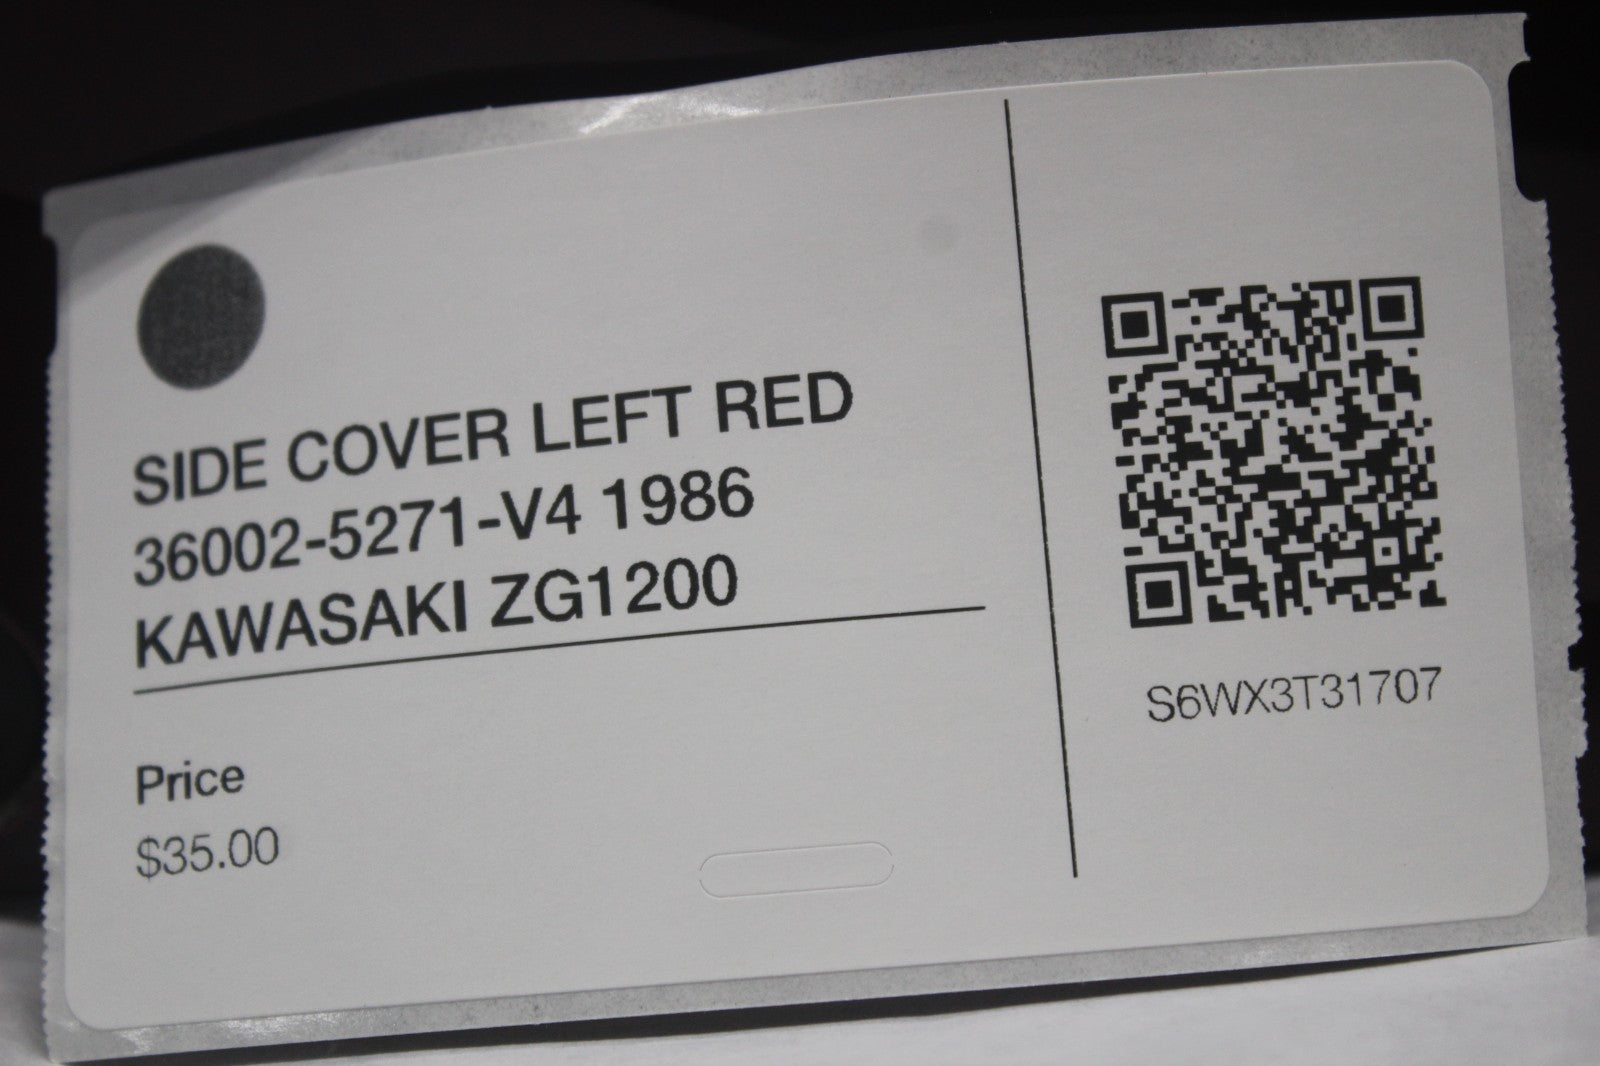 SIDE COVER LEFT RED
36002-5271-V4 1986
KAWASAKI ZG1200
Price
$35.00
S6WX3T31707